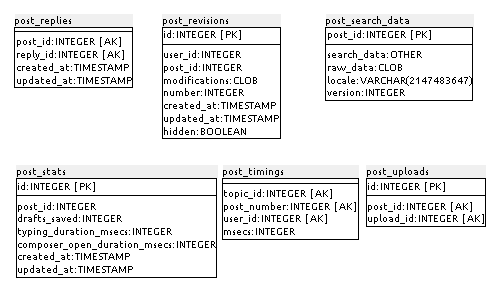 post_replies
post_id:INTEGER [AK]
reply_id:INTEGER [AK]
created_at:TIMESTAMP
updated_at:TIMESTAMP
post_revisions
id:INTEGER [PK]
user_id:INTEGER
post_id:INTEGER
modifications:CLOB
number:INTEGER
created_at:TIMESTAMP
updated_at:TIMESTAMP
hidden:BOOLEAN
post_search_data
post_id:INTEGER [PK]
search_data:OTHER
raw_data:CLOB
locale:VARCHAR(2147483647)
version:INTEGER
post_stats
id:INTEGER [PK]
post_id:INTEGER
drafts_saved:INTEGER
typing_duration_msecs:INTEGER
composer_open_duration_msecs:INTEGER
created_at:TIMESTAMP
updated_at:TIMESTAMP
post_timings
topic_id:INTEGER [AK]
post_number:INTEGER [AK]
user_id:INTEGER [AK]
msecs:INTEGER
post_uploads
id:INTEGER [PK]
post_id:INTEGER [AK]
upload_id:INTEGER [AK]